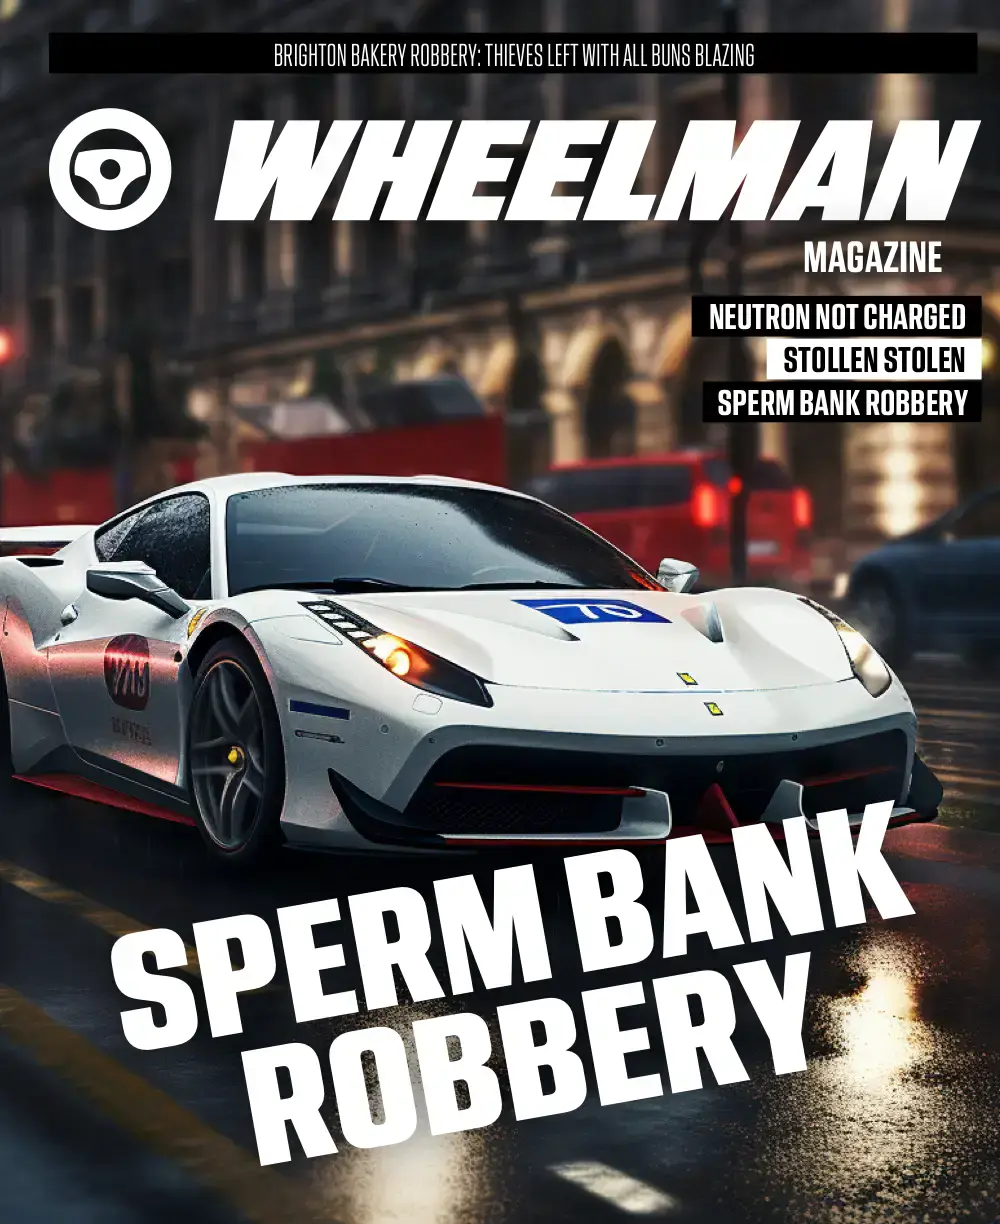 BRIGHTON BAKERY ROBBERY: THIEVES LEFT WITH ALL BUNS BLAZING
WHEELMAN
MAGAZINE
NEUTRON NOT CHARGED
STOLLEN STOLEN
SPERM BANK ROBBERY
70
SPERM BANK
ROBBERY